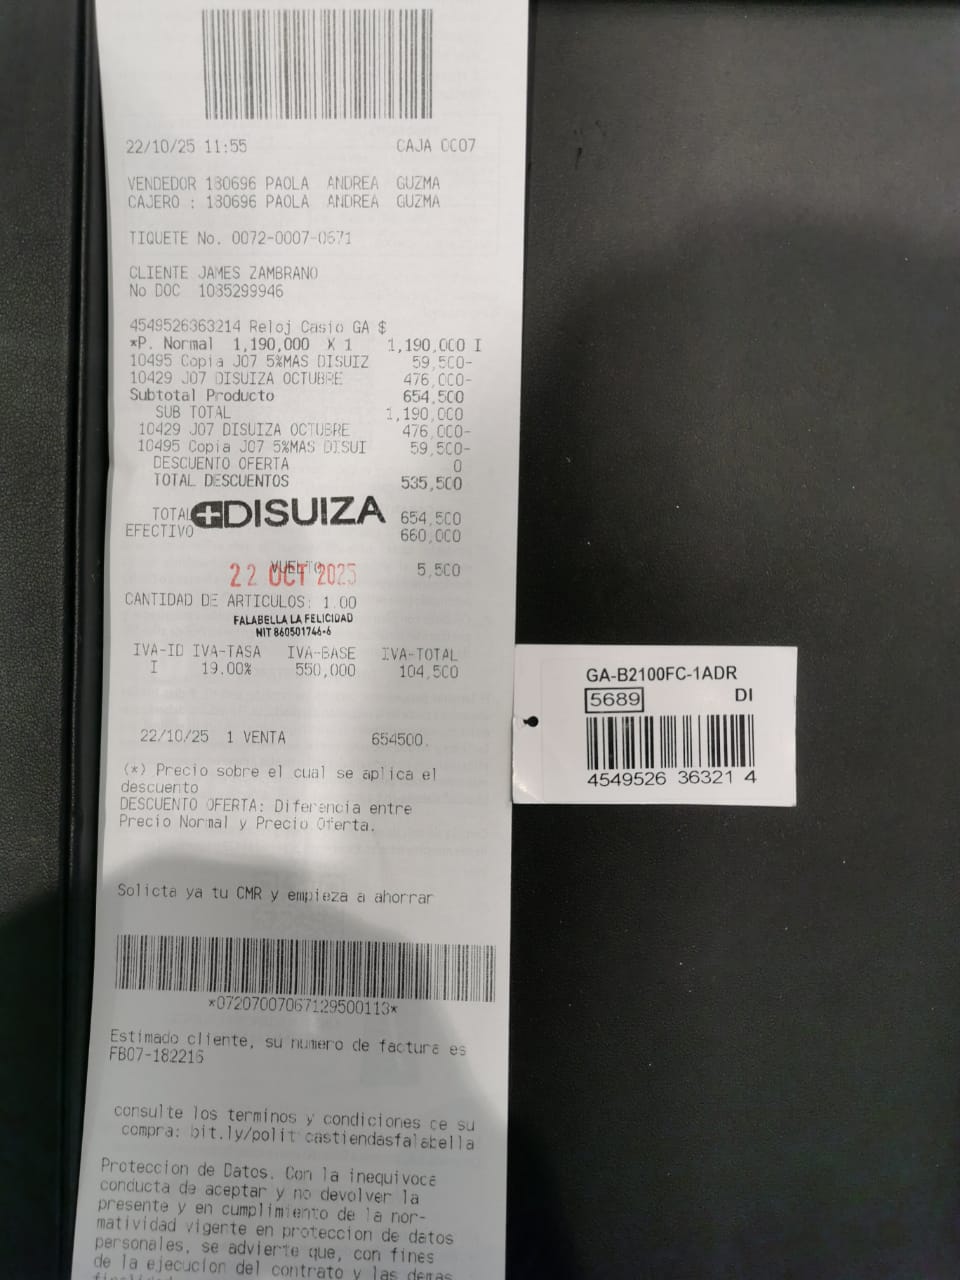 22/10/25 11:55 CAJA 0007
VENDEDOR 130696 PAOLA ANDREA GUZMA
CAJERO : 130696 PAOLA ANDREA GUZMA
TIQUETE No. 0072-0007-0671
CLIENTE JAMES ZAMBRANO
No DOC 1035299946
4549526363214 Reloj Casio GA $
*P. Normal 1,190,000 X 1 1,190,000 I
10495 Copia J07 5%MAS DISUIZ 59,500-
10429 J07 DISUIZA OCTUBRE 476,000-
Subtotal Producto 654,500
SUB TOTAL 1,190,000
10429 J07 DISUIZA OCTUBRE 476,000-
10495 Copia J07 5%MAS DISUI 59,500-
DESCUENTO OFERTA 0
TOTAL DESCUENTOS 535,500
TOTAL 654,500
DISUIZA
EFECTIVO 660,000
VUELTO 5,500
22 OCT 2025
CANTIDAD DE ARTICULOS: 1.00
FALABELLA LA FELICIDAD
NIT 860501746-6
IVA-ID IVA-TASA IVA-BASE IVA-TOTAL
I 19.00% 550,000 104,500
22/10/25 1 VENTA 654500.
(*) Precio sobre el cual se aplica el
descuento
DESCUENTO OFERTA: Diferencia entre
Precio Normal y Precio Oferta.
Solicita ya tu CMR y empieza a ahorrar
*07207007067129500113*
Estimado cliente, su numero de factura es
FB07-182216
consulte los terminos y condiciones de su
compra: bit.ly/politicastiendasfalabella
Proteccion de Datos. Con la inequivoca
conducta de aceptar y no devolver la
presente y en cumplimiento de la nor-
matividad vigente en proteccion de datos
personales, se advierte que, con fines
de la ejecucion del contrato y las demas
GA-B2100FC-1ADR
5689 DI
4549526 36321 4